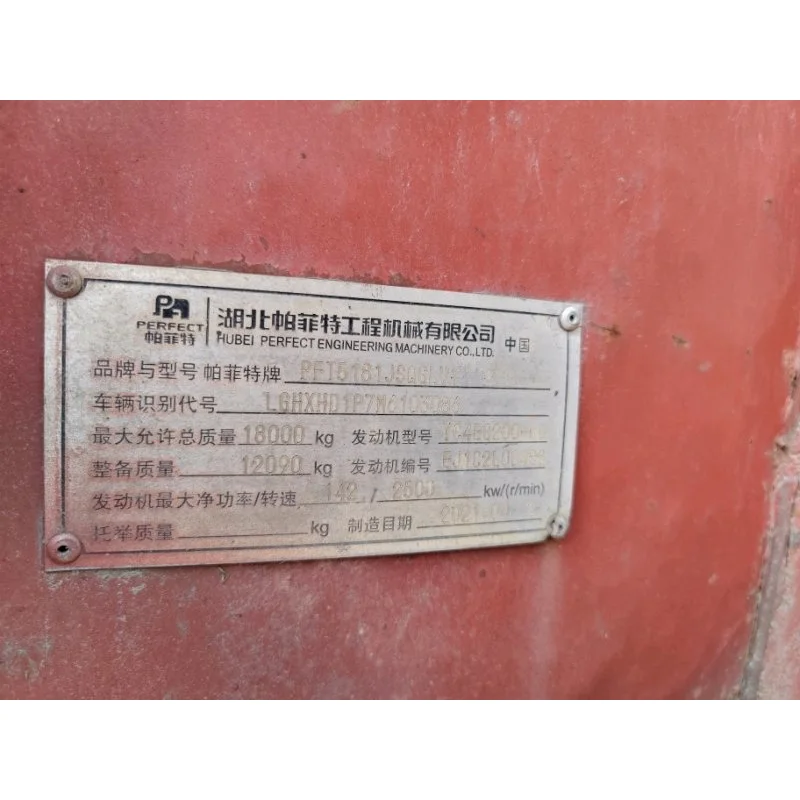 PERFECT
帕菲特
湖北帕菲特工程机械有限公司 中国
HUBEI PERFECT ENGINEERING MACHINERY CO.,LTD.
品牌与型号 帕菲特牌
车辆识别代号
最大允许总质量 18000 kg 发动机型号
整备质量 12090 kg 发动机编号
发动机最大净功率/转速 142 / 2600 kw/(r/min)
托举质量 kg 制造日期 2021